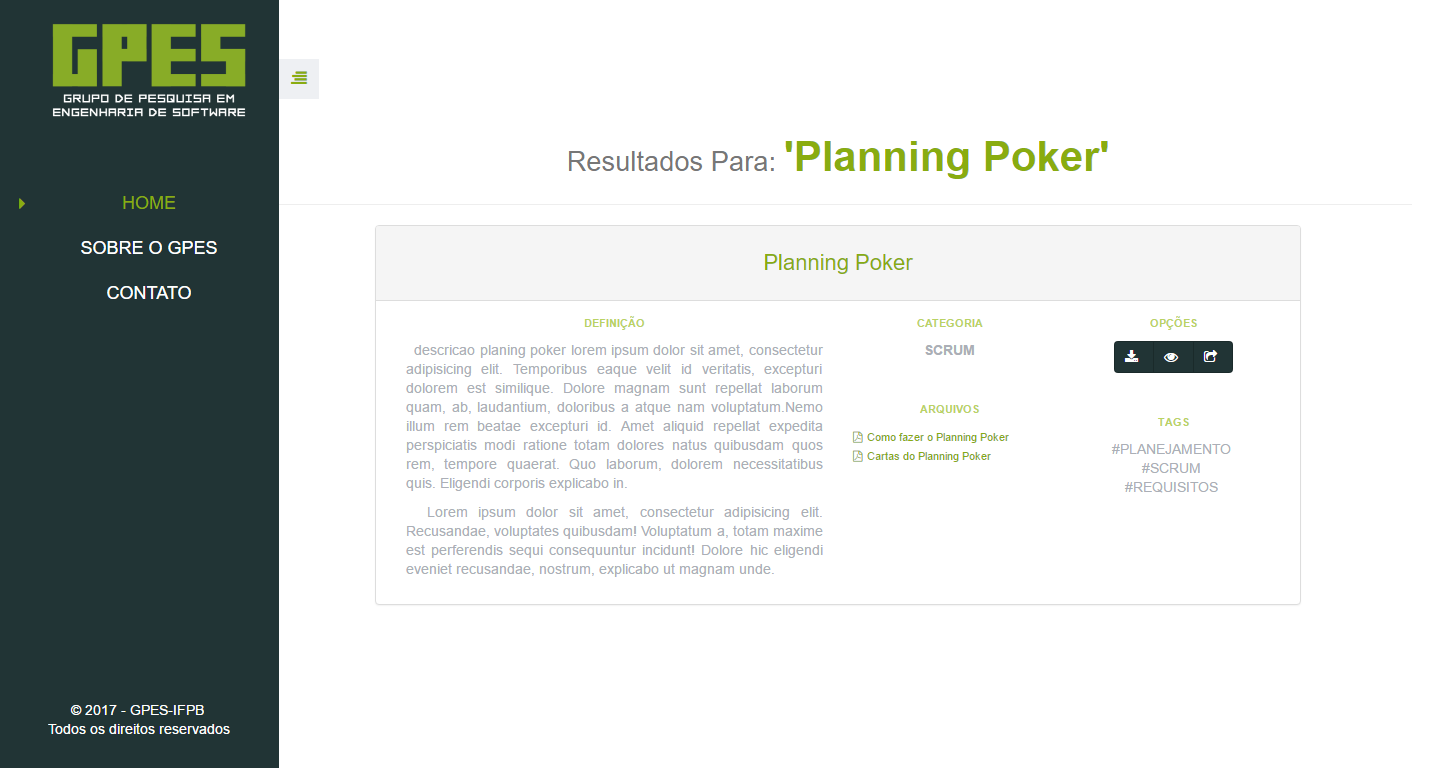 GPES
GRUPO DE PESQUISA EM
ENGENHARIA DE SOFTWARE
HOME
SOBRE O GPES
CONTATO
© 2017 - GPES-IFPB
Todos os direitos reservados
Resultados Para: 'Planning Poker'
Planning Poker
DEFINIÇÃO
descricao planing poker lorem ipsum dolor sit amet, consectetur
adipisicing elit. Temporibus eaque velit id veritatis, excepturi
dolorem est similique. Dolore magnam sunt repellat laborum
quam, ab, laudantium, doloribus a atque nam voluptatum.Nemo
illum rem beatae excepturi id. Amet aliquid repellat expedita
perspiciatis modi ratione totam dolores natus quibusdam quos
rem, tempore quaerat. Quo laborum, dolorem necessitatibus
quis. Eligendi corporis explicabo in.
Lorem ipsum dolor sit amet, consectetur adipisicing elit.
Recusandae, voluptates quibusdam! Voluptatum a, totam maxime
est perferendis sequi consequuntur incidunt! Dolore hic eligendi
eveniet recusandae, nostrum, explicabo ut magnam unde.
CATEGORIA
SCRUM
ARQUIVOS
Como fazer o Planning Poker
Cartas do Planning Poker
OPÇÕES
TAGS
#PLANEJAMENTO
#SCRUM
#REQUISITOS